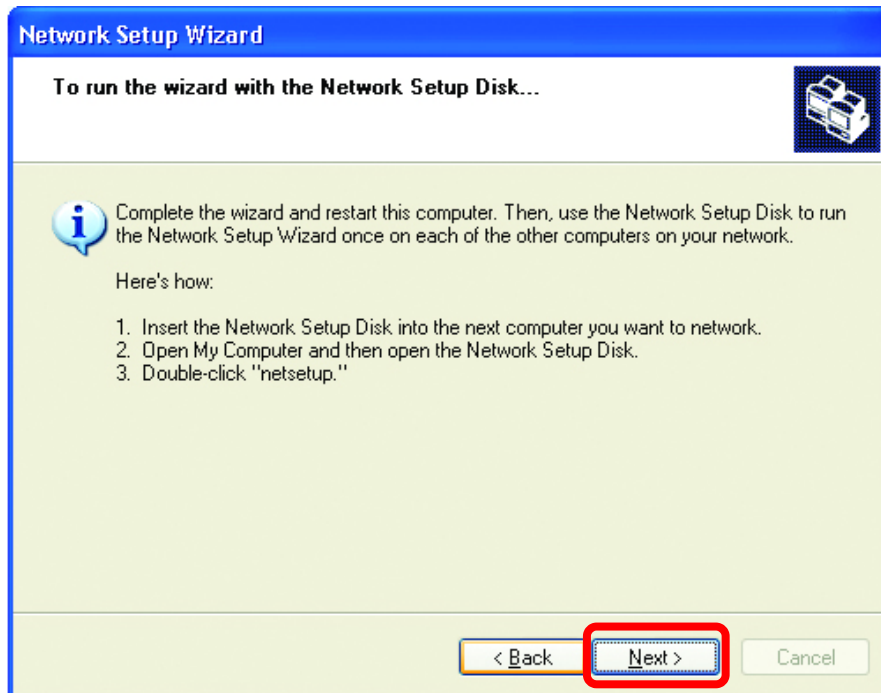 Network Setup Wizard
To run the wizard with the Network Setup Disk...
Complete the wizard and restart this computer. Then, use the Network Setup Disk to run
the Network Setup Wizard once on each of the other computers on your network.
Here's how:
1. Insert the Network Setup Disk into the next computer you want to network.
2. Open My Computer and then open the Network Setup Disk.
3. Double-click "netsetup."
< Back
Next >
Cancel